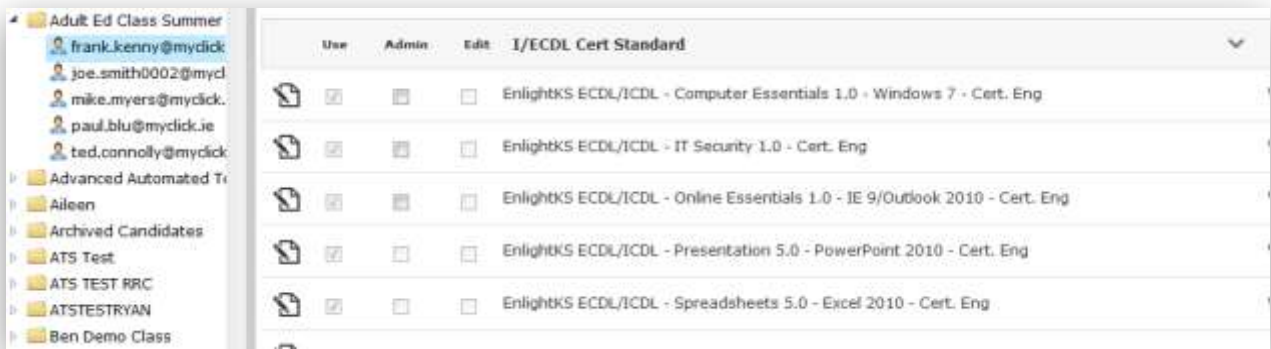 Adult Ed Class Summer
frank.kenny@myclick
joe.smith0002@mycl
mike.myers@myclick.
paul.blu@myclick.ie
ted.connolly@myclick
Advanced Automated Te
Aileen
Archived Candidates
ATS Test
ATS TEST RRC
ATSTESTRYAN
Ben Demo Class
Use Admin Edit I/ECDL Cert Standard
EnlightKS ECDL/ICDL - Computer Essentials 1.0 - Windows 7 - Cert. Eng
EnlightKS ECDL/ICDL - IT Security 1.0 - Cert. Eng
EnlightKS ECDL/ICDL - Online Essentials 1.0 - IE 9/Outlook 2010 - Cert. Eng
EnlightKS ECDL/ICDL - Presentation 5.0 - PowerPoint 2010 - Cert. Eng
EnlightKS ECDL/ICDL - Spreadsheets 5.0 - Excel 2010 - Cert. Eng